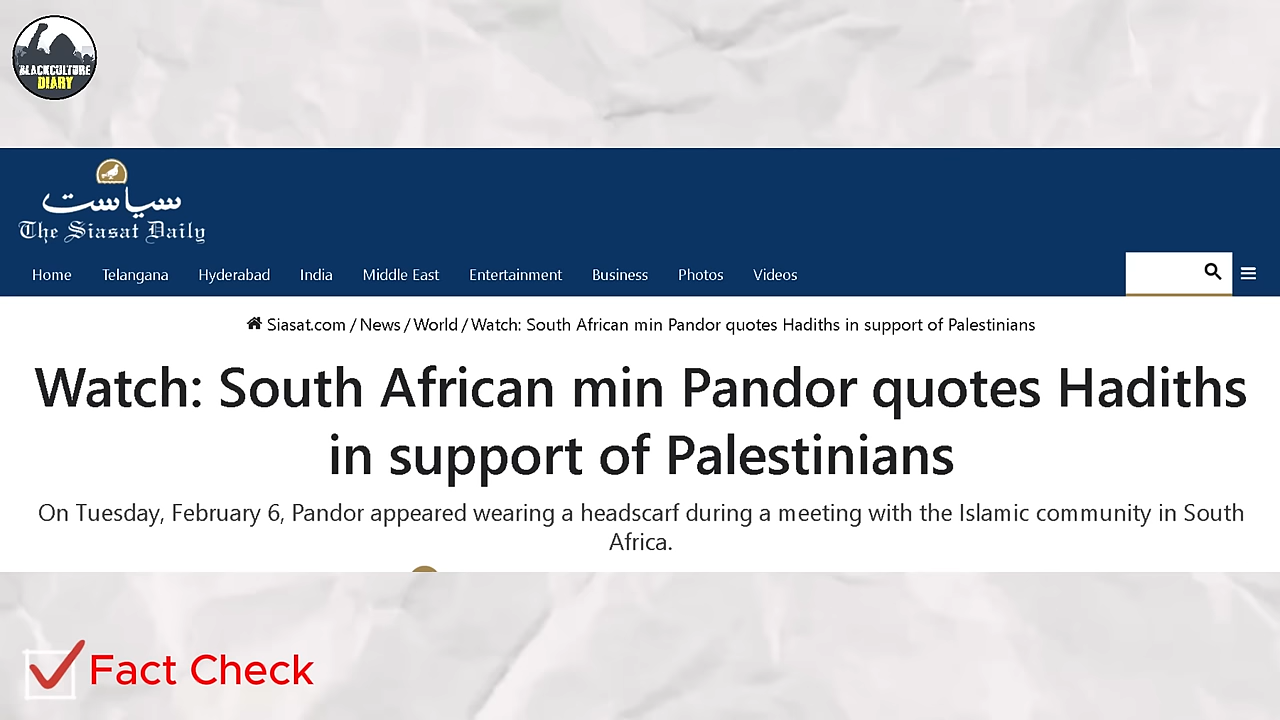 BLACKCULTURE
DIARY
سیاست
The Siasat Daily
Home Telangana Hyderabad India Middle East Entertainment Business Photos Videos
Siasat.com / News / World / Watch: South African min Pandor quotes Hadiths in support of Palestinians
Watch: South African min Pandor quotes Hadiths
in support of Palestinians
On Tuesday, February 6, Pandor appeared wearing a headscarf during a meeting with the Islamic community in South
Africa.
Fact Check